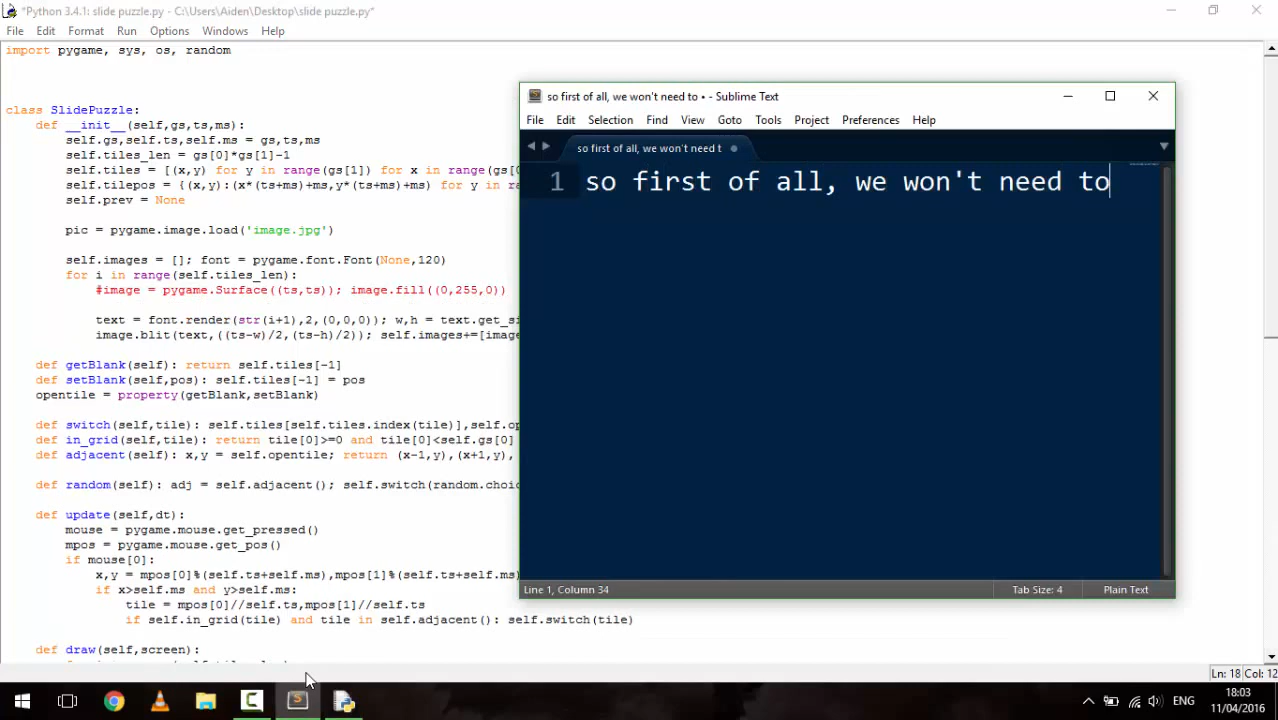 *Python 3.4.1: slide puzzle.py - C:\Users\Aiden\Desktop\slide puzzle.py*
File Edit Format Run Options Windows Help
import pygame, sys, os, random
class SlidePuzzle:
def __init__(self,gs,ts,ms):
self.gs,self.ts,self.ms = gs,ts,ms
self.tiles_len = gs[0]*gs[1]-1
self.tiles = [(x,y) for y in range(gs[1]) for x in range(gs[0
self.tilepos = {(x,y):(x*(ts+ms)+ms,y*(ts+ms)+ms) for y in ra
self.prev = None
pic = pygame.image.load('image.jpg')
self.images = []; font = pygame.font.Font(None,120)
for i in range(self.tiles_len):
#image = pygame.Surface((ts,ts)); image.fill((0,255,0))
text = font.render(str(i+1),2,(0,0,0)); w,h = text.get_si
image.blit(text,((ts-w)/2,(ts-h)/2)); self.images+=[image
def getBlank(self): return self.tiles[-1]
def setBlank(self,pos): self.tiles[-1] = pos
opentile = property(getBlank,setBlank)
def switch(self,tile): self.tiles[self.tiles.index(tile)],self.op
def in_grid(self,tile): return tile[0]>=0 and tile[0]<self.gs[0]
def adjacent(self): x,y = self.opentile; return (x-1,y),(x+1,y),
def random(self): adj = self.adjacent(); self.switch(random.choic
def update(self,dt):
mouse = pygame.mouse.get_pressed()
mpos = pygame.mouse.get_pos()
if mouse[0]:
x,y = mpos[0]%(self.ts+self.ms),mpos[1]%(self.ts+self.ms)
if x>self.ms and y>self.ms:
tile = mpos[0]//self.ts,mpos[1]//self.ts
if self.in_grid(tile) and tile in self.adjacent(): self.switch(tile)
def draw(self,screen):
Ln: 18 Col: 12
so first of all, we won't need to • - Sublime Text
File Edit Selection Find View Goto Tools Project Preferences Help
so first of all, we won't need t
1 so first of all, we won't need to
Line 1, Column 34 Tab Size: 4 Plain Text
ENG
18:03
11/04/2016